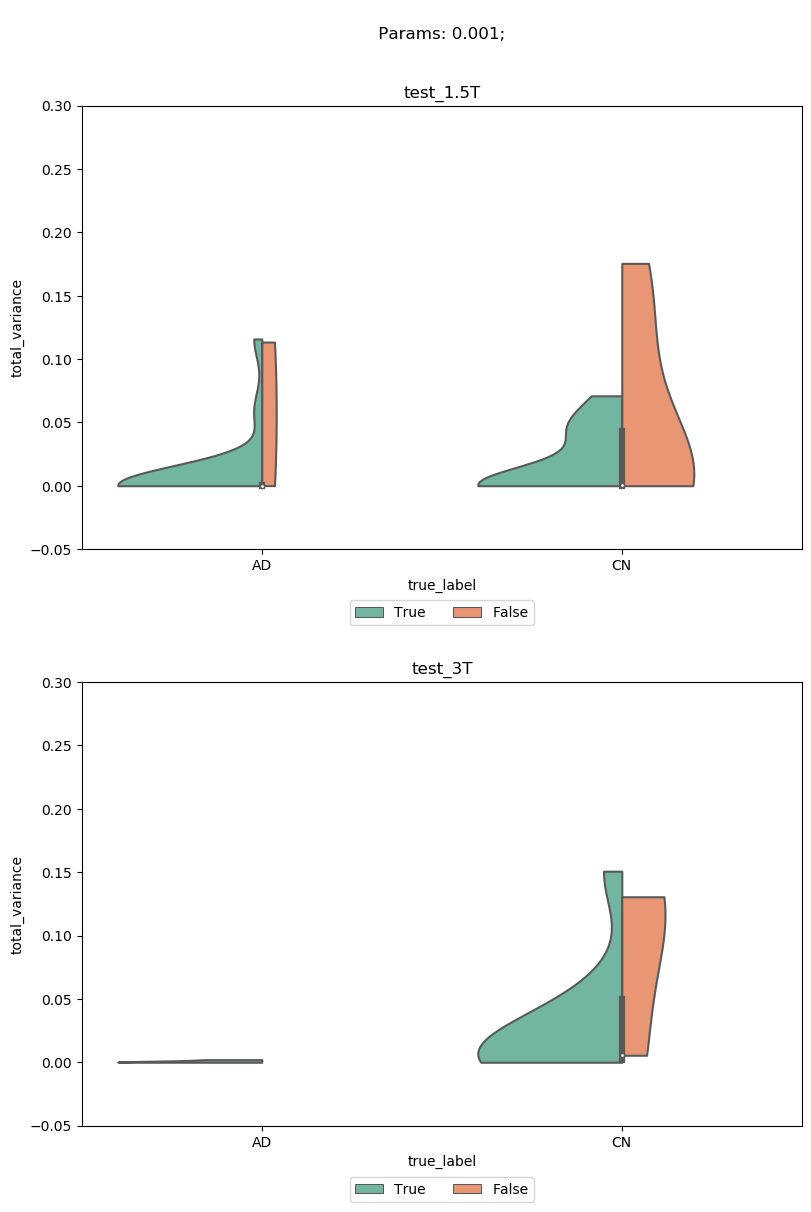 Params: 0.001;
test_1.5T
0.30
0.25
0.20
0.15
0.10
0.05
0.00
−0.05
total_variance
AD CN
true_label
True False
test_3T
0.30
0.25
0.20
0.15
0.10
0.05
0.00
−0.05
total_variance
AD CN
true_label
True False